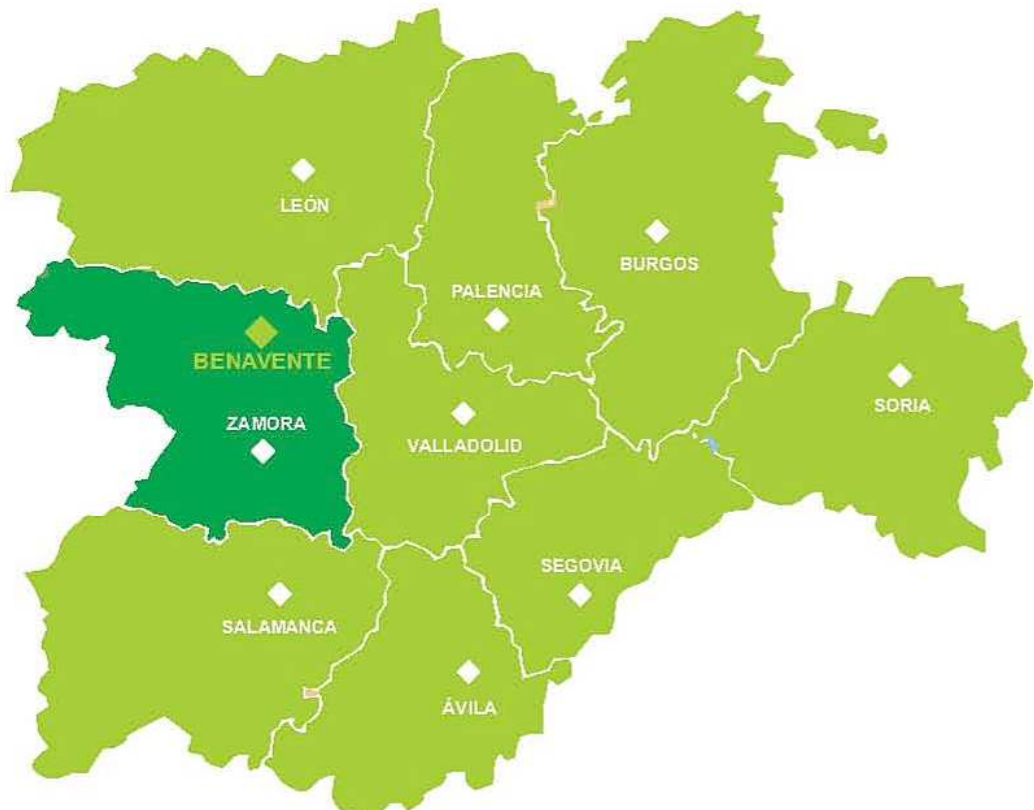 LEÓN
BURGOS
PALENCIA
BENAVENTE
SORIA
ZAMORA
VALLADOLID
SEGOVIA
SALAMANCA
ÁVILA